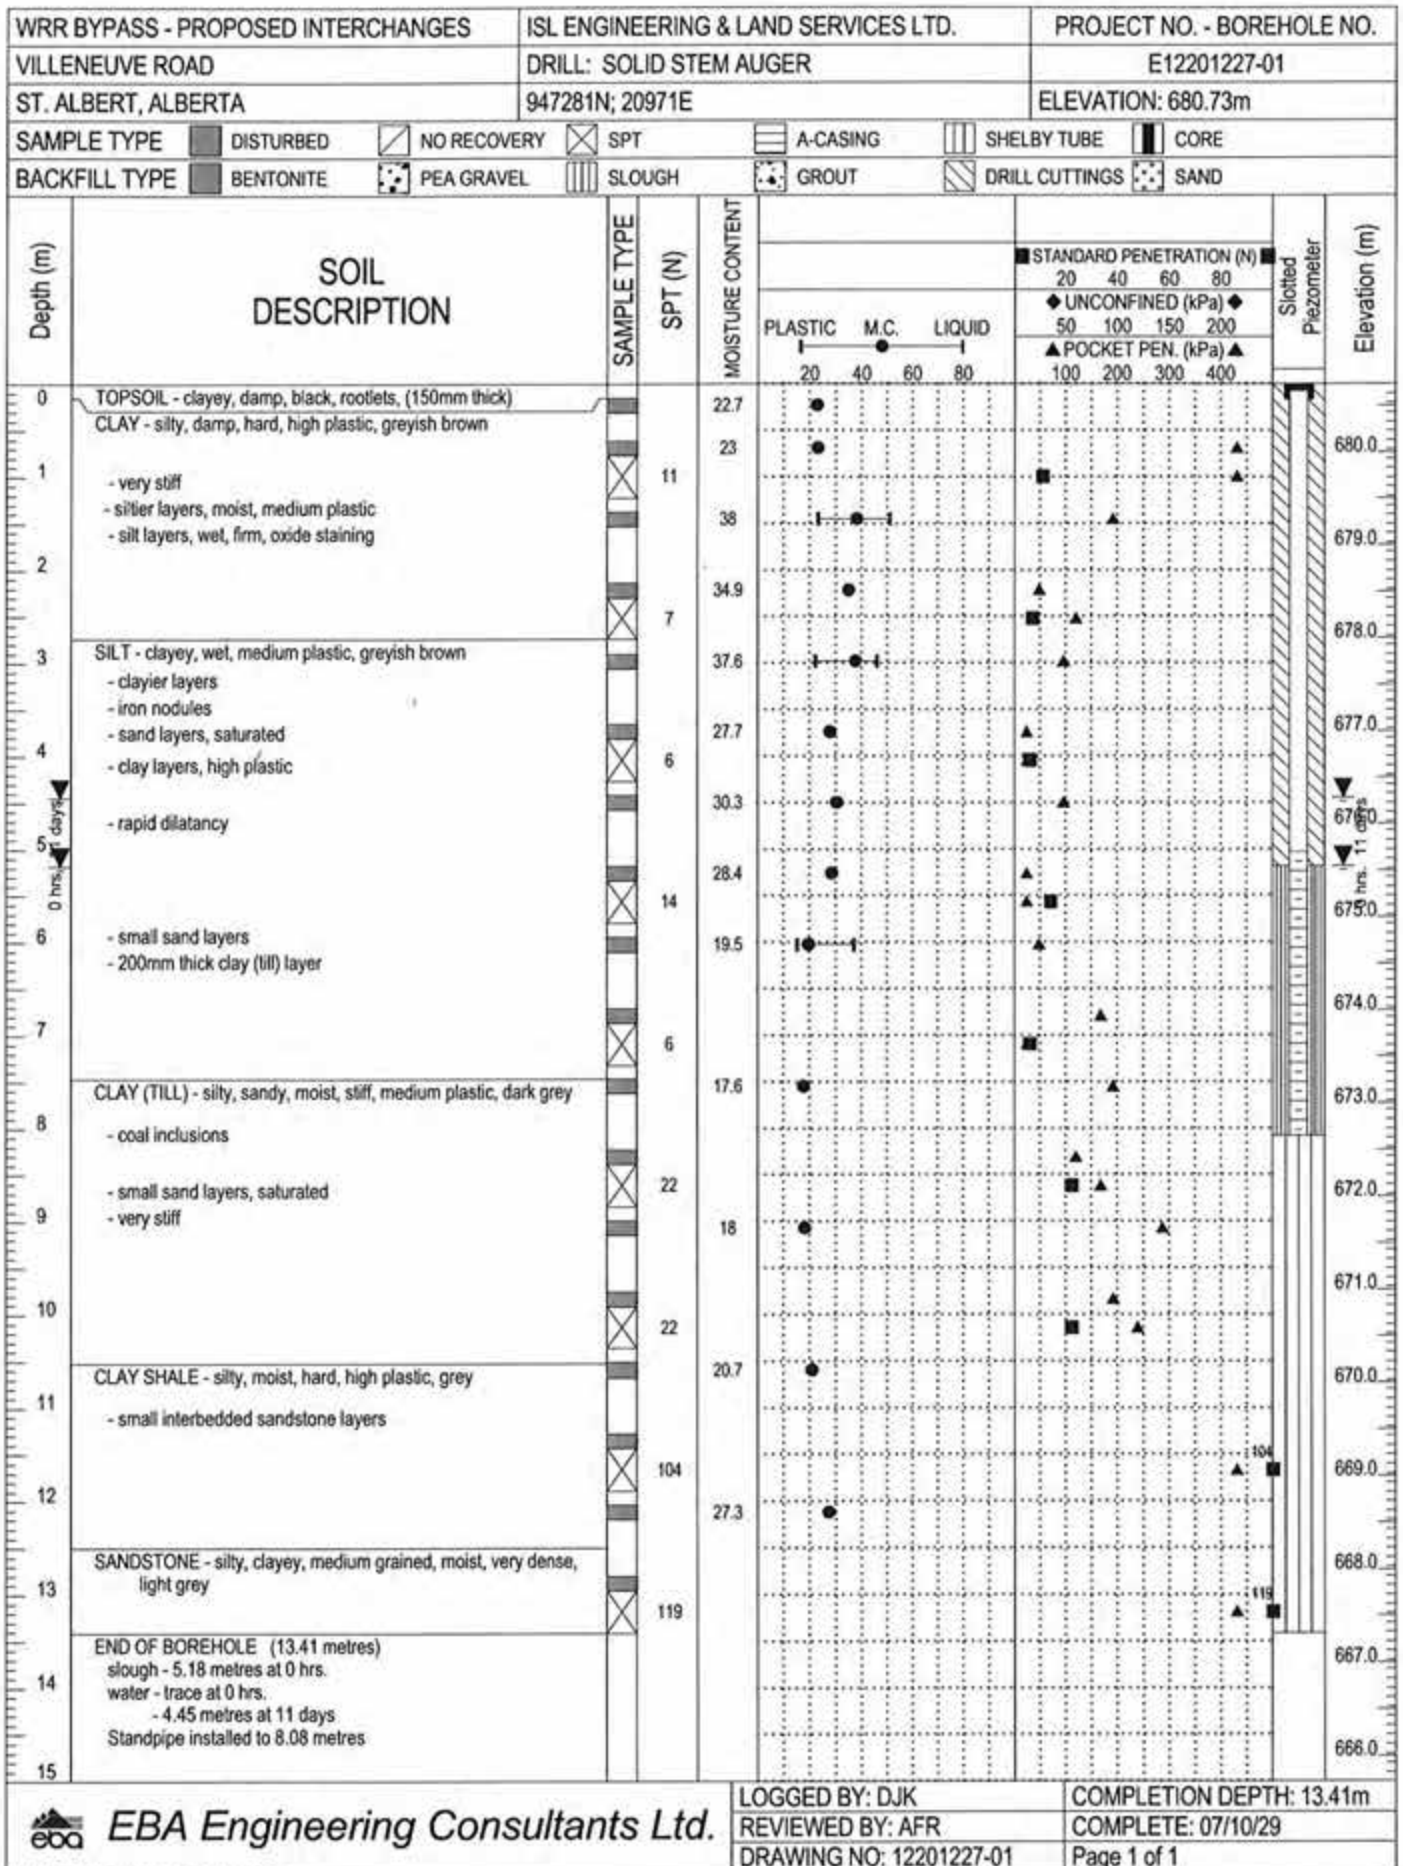 WRR BYPASS - PROPOSED INTERCHANGES ISL ENGINEERING & LAND SERVICES LTD. PROJECT NO. - BOREHOLE NO.
VILLENEUVE ROAD DRILL: SOLID STEM AUGER E12201227-01
ST. ALBERT, ALBERTA 947281N; 20971E ELEVATION: 680.73m
SAMPLE TYPE DISTURBED NO RECOVERY SPT A-CASING SHELBY TUBE CORE
BACKFILL TYPE BENTONITE PEA GRAVEL SLOUGH GROUT DRILL CUTTINGS SAND
Depth (m)
SOIL
DESCRIPTION
SAMPLE TYPE
SPT (N)
MOISTURE CONTENT
PLASTIC M.C. LIQUID
20 40 60 80
STANDARD PENETRATION (N)
20 40 60 80
UNCONFINED (kPa)
50 100 150 200
POCKET PEN. (kPa)
100 200 300 400
Slotted
Piezometer
Elevation (m)
0 TOPSOIL - clayey, damp, black, rootlets, (150mm thick) 22.7
CLAY - silty, damp, hard, high plastic, greyish brown
23 680.0
1 - very stiff 11
- siltier layers, moist, medium plastic
38
- silt layers, wet, firm, oxide staining 679.0
2
34.9
7
678.0
3 SILT - clayey, wet, medium plastic, greyish brown 37.6
- clayier layers
- iron nodules
- sand layers, saturated 27.7 677.0
4 - clay layers, high plastic 6
30.3
- rapid dilatancy 676.0
5
0 hrs. 11 days
28.4
0 hrs. 11 days
14 675.0
6 - small sand layers 19.5
- 200mm thick clay (till) layer
674.0
7 6
CLAY (TILL) - silty, sandy, moist, stiff, medium plastic, dark grey 17.6
673.0
8 - coal inclusions
- small sand layers, saturated 22 672.0
9 - very stiff 18
671.0
10
22
CLAY SHALE - silty, moist, hard, high plastic, grey 20.7 670.0
11
- small interbedded sandstone layers
104
104 669.0
12
27.3
SANDSTONE - silty, clayey, medium grained, moist, very dense, 668.0
13 light grey
119
119
END OF BOREHOLE (13.41 metres) 667.0
slough - 5.18 metres at 0 hrs.
14 water - trace at 0 hrs.
- 4.45 metres at 11 days
Standpipe installed to 8.08 metres
666.0
15
eba EBA Engineering Consultants Ltd.
LOGGED BY: DJK COMPLETION DEPTH: 13.41m
REVIEWED BY: AFR COMPLETE: 07/10/29
DRAWING NO: 12201227-01 Page 1 of 1